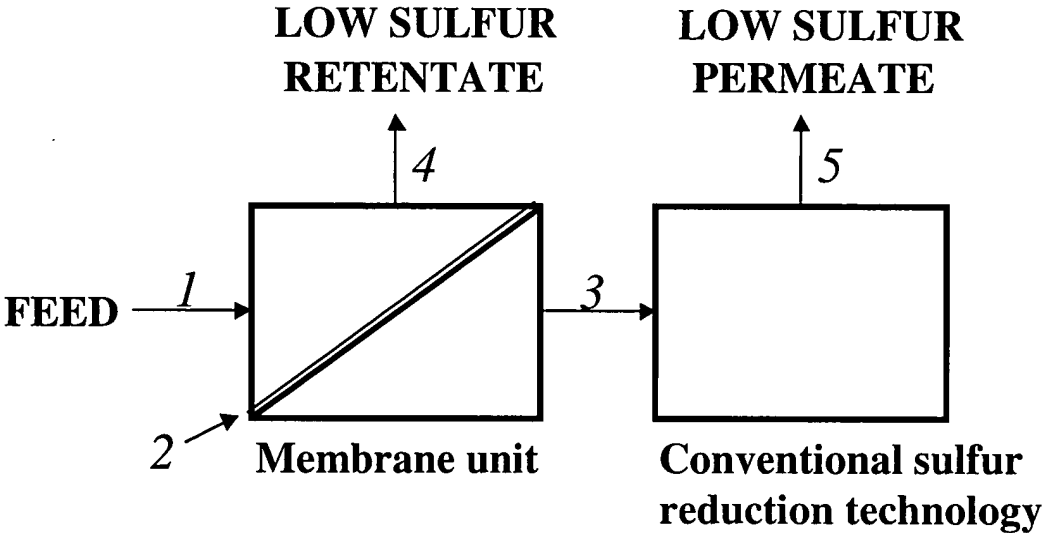 LOW SULFUR
RETENTATE
LOW SULFUR
PERMEATE
4
5
1
FEED
3
2
Membrane unit
Conventional sulfur
reduction technology